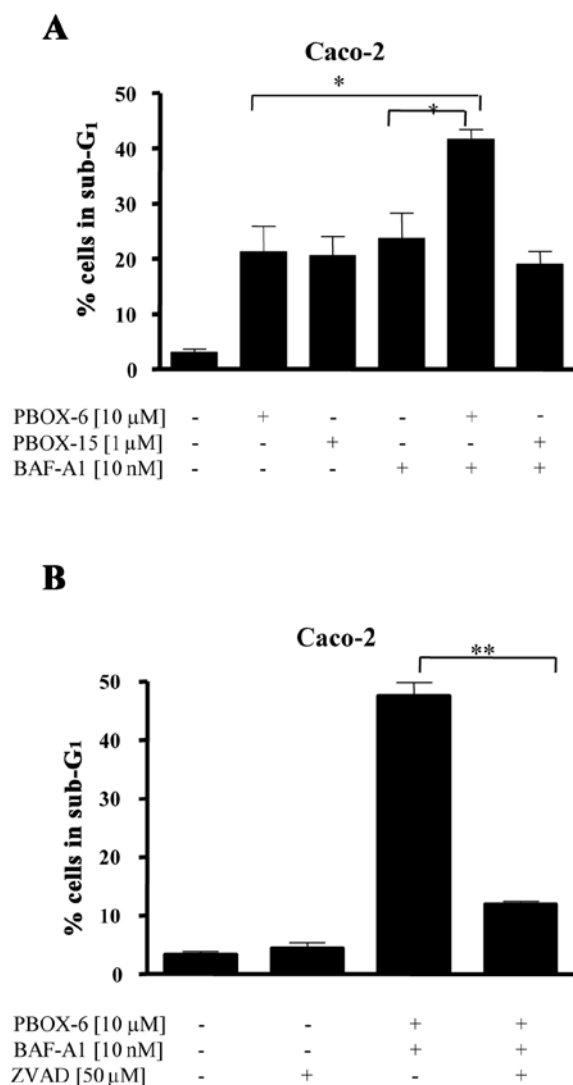 A
Caco-2
*
*
% cells in sub-G1
50
40
30
20
10
0
PBOX-6 [10 µM] - + - - + -
PBOX-15 [1 µM] - - + - - +
BAF-A1 [10 nM] - - - + + +
B
Caco-2
**
% cells in sub-G1
50
40
30
20
10
0
PBOX-6 [10 µM] - - + +
BAF-A1 [10 nM] - - + +
ZVAD [50 µM] - + - +